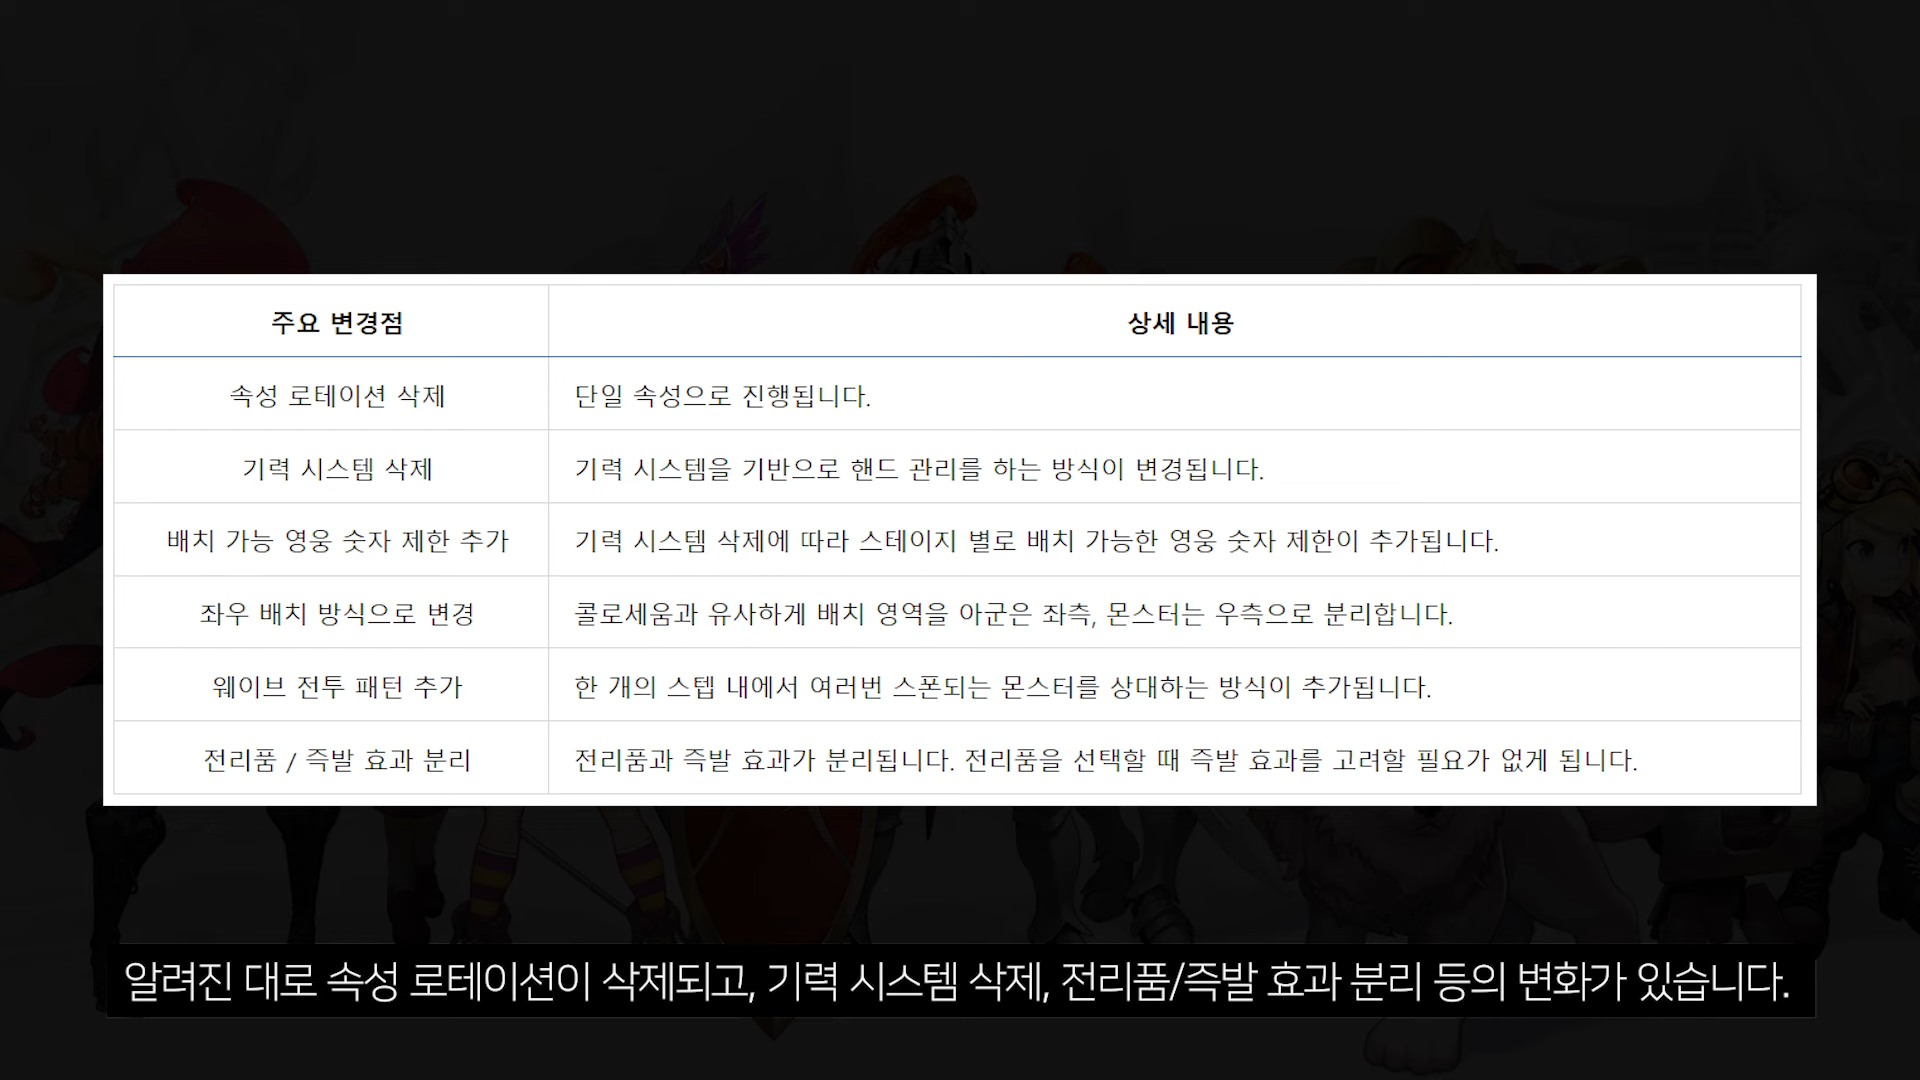 주요 변경점 상세 내용
속성 로테이션 삭제 단일 속성으로 진행됩니다.
기력 시스템 삭제 기력 시스템을 기반으로 핸드 관리를 하는 방식이 변경됩니다.
배치 가능 영웅 숫자 제한 추가 기력 시스템 삭제에 따라 스테이지 별로 배치 가능한 영웅 숫자 제한이 추가됩니다.
좌우 배치 방식으로 변경 콜로세움과 유사하게 배치 영역을 아군은 좌측, 몬스터는 우측으로 분리합니다.
웨이브 전투 패턴 추가 한 개의 스텝 내에서 여러번 스폰되는 몬스터를 상대하는 방식이 추가됩니다.
전리품 / 즉발 효과 분리 전리품과 즉발 효과가 분리됩니다. 전리품을 선택할 때 즉발 효과를 고려할 필요가 없게 됩니다.
알려진 대로 속성 로테이션이 삭제되고, 기력 시스템 삭제, 전리품/즉발 효과 분리 등의 변화가 있습니다.